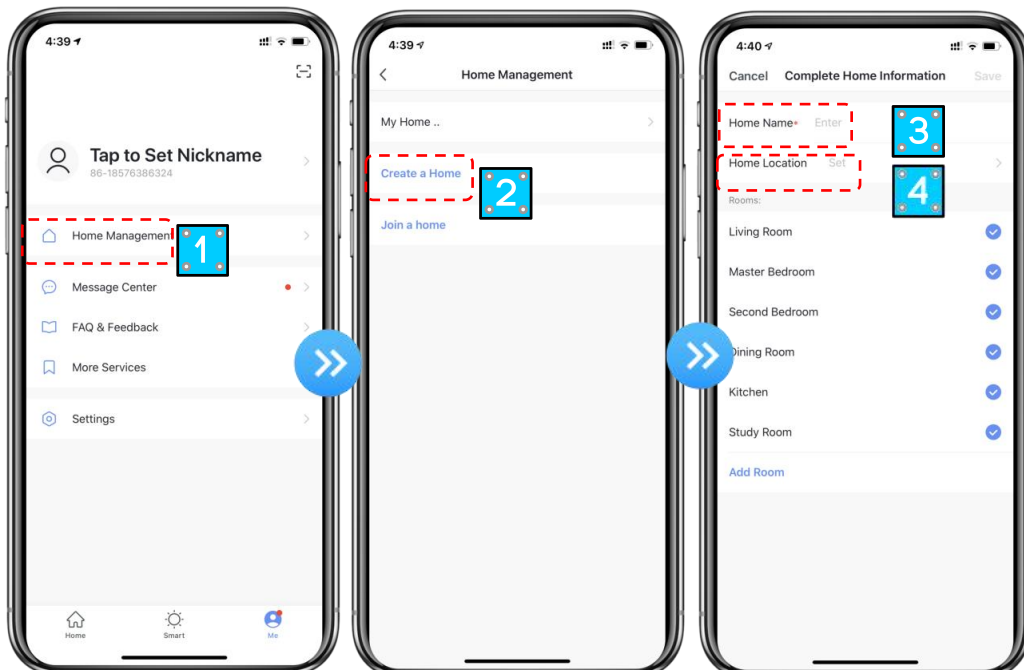 4:39
Tap to Set Nickname
86-18576386324
Home Management
1
Message Center
FAQ & Feedback
More Services
Settings
Home
Smart
Me
4:39
Home Management
My Home ..
Create a Home
2
Join a home
4:40
Cancel Complete Home Information Save
Home Name* Enter
3
Home Location Set
4
Rooms:
Living Room
Master Bedroom
Second Bedroom
Dining Room
Kitchen
Study Room
Add Room